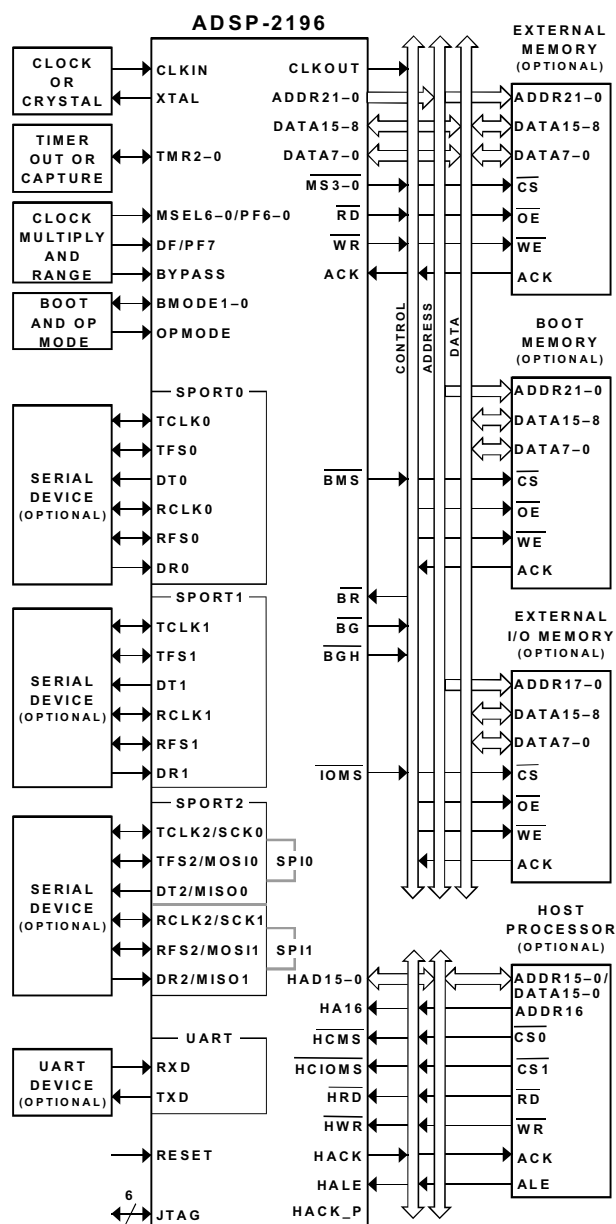 ADSP-2196
CLOCK
OR
CRYSTAL
CLKIN
XTAL
TIMER
OUT OR
CAPTURE
TMR2–0
CLOCK
MULTIPLY
AND
RANGE
MSEL6–0/PF6–0
DF/PF7
BYPASS
BOOT
AND OP
MODE
BMODE1–0
OPMODE
SERIAL
DEVICE
(OPTIONAL)
SPORT0
TCLK0
TFS0
DT0
RCLK0
RFS0
DR0
SERIAL
DEVICE
(OPTIONAL)
SPORT1
TCLK1
TFS1
DT1
RCLK1
RFS1
DR1
SERIAL
DEVICE
(OPTIONAL)
SPORT2
TCLK2/SCK0
TFS2/MOSI0
DT2/MISO0
SPI0
RCLK2/SCK1
RFS2/MOSI1
DR2/MISO1
SPI1
UART
DEVICE
(OPTIONAL)
UART
RXD
TXD
RESET
6
JTAG
CLKOUT
ADDR21–0
DATA15–8
DATA7–0
MS3–0
RD
WR
ACK
BMS
BR
BG
BGH
IOMS
HAD15–0
HA16
HCMS
HCIOMS
HRD
HWR
HACK
HALE
HACK_P
CONTROL
ADDRESS
DATA
EXTERNAL
MEMORY
(OPTIONAL)
ADDR21–0
DATA15–8
DATA7–0
CS
OE
WE
ACK
BOOT
MEMORY
(OPTIONAL)
ADDR21–0
DATA15–8
DATA7–0
CS
OE
WE
ACK
EXTERNAL
I/O MEMORY
(OPTIONAL)
ADDR17–0
DATA15–8
DATA7–0
CS
OE
WE
ACK
HOST
PROCESSOR
(OPTIONAL)
ADDR15–0/
DATA15–0
ADDR16
CS0
CS1
RD
WR
ACK
ALE